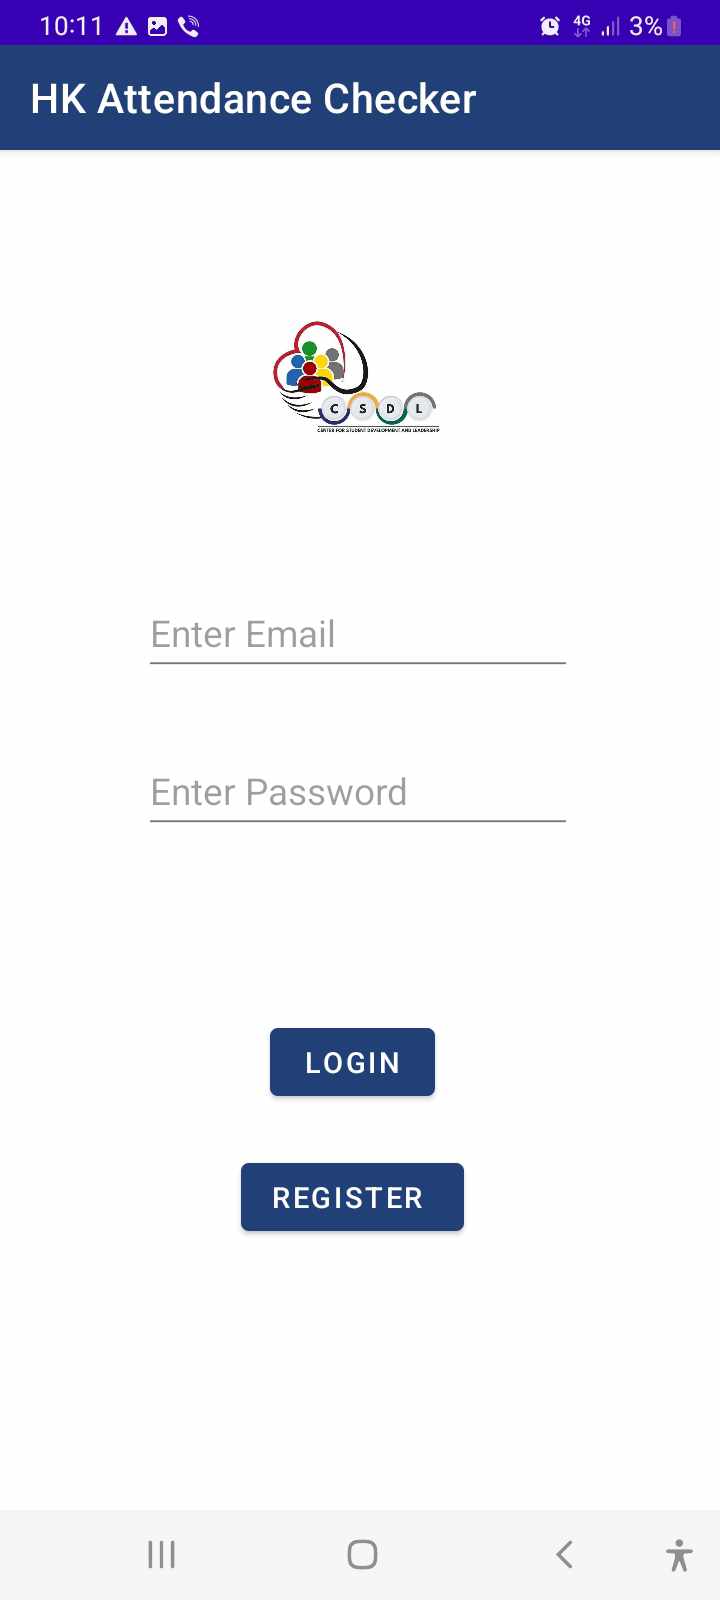 10:11 4G 3%
HK Attendance Checker
C S D L
CENTER FOR STUDENT DEVELOPMENT AND LEADERSHIP
Enter Email
Enter Password
LOGIN
REGISTER